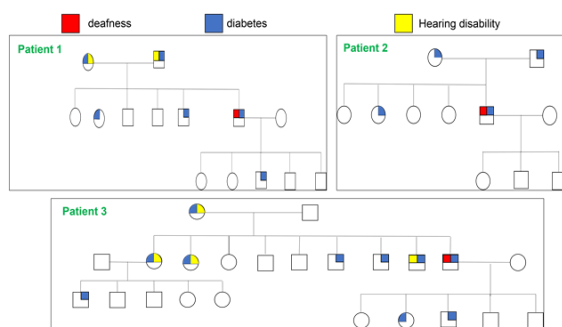 deafness
diabetes
Hearing disability
Patient 1
Patient 2
Patient 3